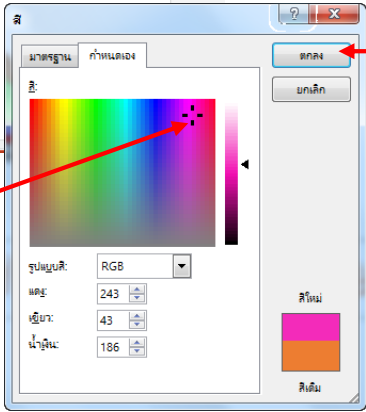 สี
มาตรฐาน กำหนดเอง
ตกลง
ยกเลิก
สี:
รูปแบบสี: RGB
แดง: 243
เขียว: 43
น้ำเงิน: 186
สีใหม่
สีเดิม